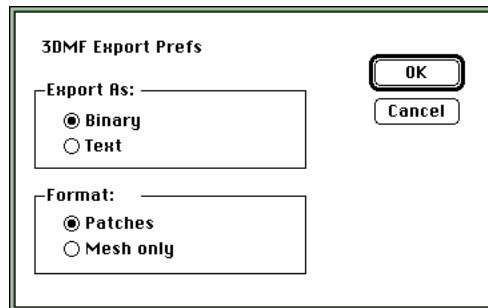 3DMF Export Prefs
OK
Cancel
Export As:
Binary
Text
Format:
Patches
Mesh only